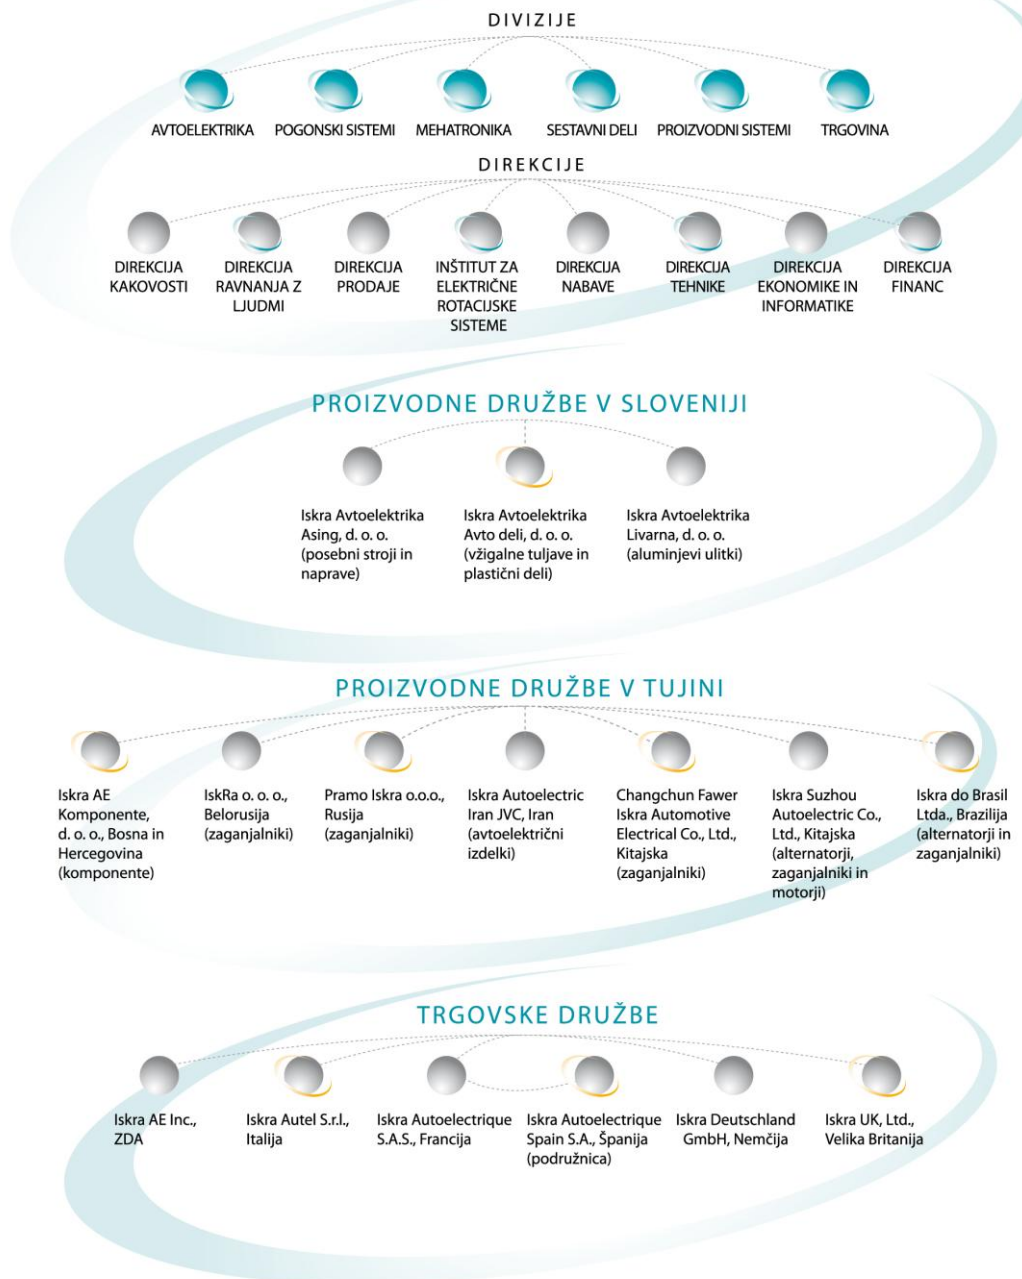 DIVIZIJE
AVTOELEKTRIKA
POGONSKI SISTEMI
MEHATRONIKA
SESTAVNI DELI
PROIZVODNI SISTEMI
TRGOVINA
DIREKCIJE
DIREKCIJA
KAKOVOSTI
DIREKCIJA
RAVNANJA Z
LJUDMI
DIREKCIJA
PRODAJE
INŠTITUT ZA
ELEKTRIČNE
ROTACIJSKE
SISTEME
DIREKCIJA
NABAVE
DIREKCIJA
TEHNIKE
DIREKCIJA
EKONOMIKE IN
INFORMATIKE
DIREKCIJA
FINANC
PROIZVODNE DRUŽBE V SLOVENIJI
Iskra Avtoelektrika
Asing, d. o. o.
(posebni stroji in
naprave)
Iskra Avtoelektrika
Avto deli, d. o. o.
(vžigalne tuljave in
plastični deli)
Iskra Avtoelektrika
Livarna, d. o. o.
(aluminjevi ulitki)
PROIZVODNE DRUŽBE V TUJINI
Iskra AE
Komponente,
d. o. o., Bosna in
Hercegovina
(komponente)
IskRa o. o. o.,
Belorusija
(zaganjalniki)
Pramo Iskra o.o.o.,
Rusija
(zaganjalniki)
Iskra Autoelectric
Iran JVC, Iran
(avtoelektrični
izdelki)
Changchun Fawer
Iskra Automotive
Electrical Co., Ltd.,
Kitajska
(zaganjalniki)
Iskra Suzhou
Autoelectric Co.,
Ltd., Kitajska
(alternatorji,
zaganjalniki in
motorji)
Iskra do Brasil
Ltda., Brazilija
(alternatorji in
zaganjalniki)
TRGOVSKE DRUŽBE
Iskra AE Inc.,
ZDA
Iskra Autel S.r.l.,
Italija
Iskra Autoelectrique
S.A.S., Francija
Iskra Autoelectrique
Spain S.A., Španija
(podružnica)
Iskra Deutschland
GmbH, Nemčija
Iskra UK, Ltd.,
Velika Britanija